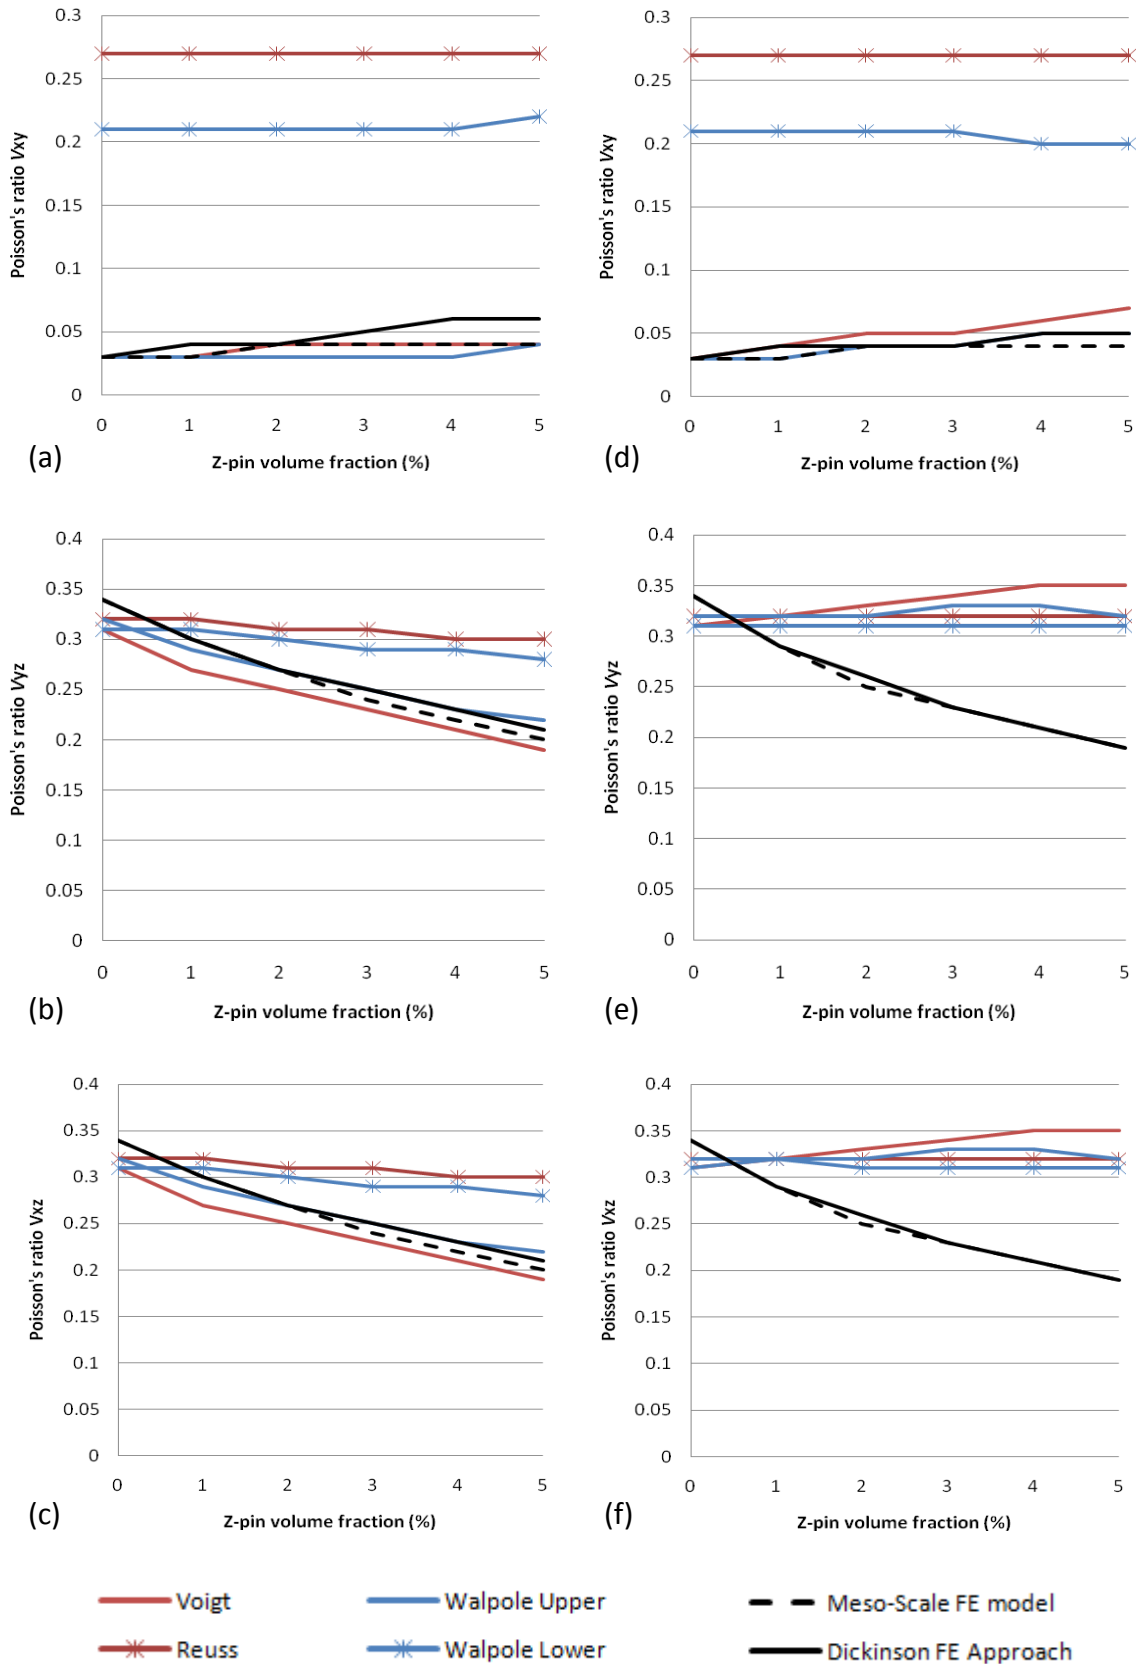 0.3
0.25
0.2
0.15
0.1
0.05
0
Poisson's ratio Vxy
0 1 2 3 4 5
(a)
Z-pin volume fraction (%)
0.3
0.25
0.2
0.15
0.1
0.05
0
Poisson's ratio Vxy
0 1 2 3 4 5
(d)
Z-pin volume fraction (%)
0.4
0.35
0.3
0.25
0.2
0.15
0.1
0.05
0
Poisson's ratio Vyz
0 1 2 3 4 5
(b)
Z-pin volume fraction (%)
0.4
0.35
0.3
0.25
0.2
0.15
0.1
0.05
0
Poisson's ratio Vyz
0 1 2 3 4 5
(e)
Z-pin volume fraction (%)
0.4
0.35
0.3
0.25
0.2
0.15
0.1
0.05
0
Poisson's ratio Vxz
0 1 2 3 4 5
(c)
Z-pin volume fraction (%)
0.4
0.35
0.3
0.25
0.2
0.15
0.1
0.05
0
Poisson's ratio Vxz
0 1 2 3 4 5
(f)
Z-pin volume fraction (%)
Voigt
Walpole Upper
Meso-Scale FE model
Reuss
Walpole Lower
Dickinson FE Approach